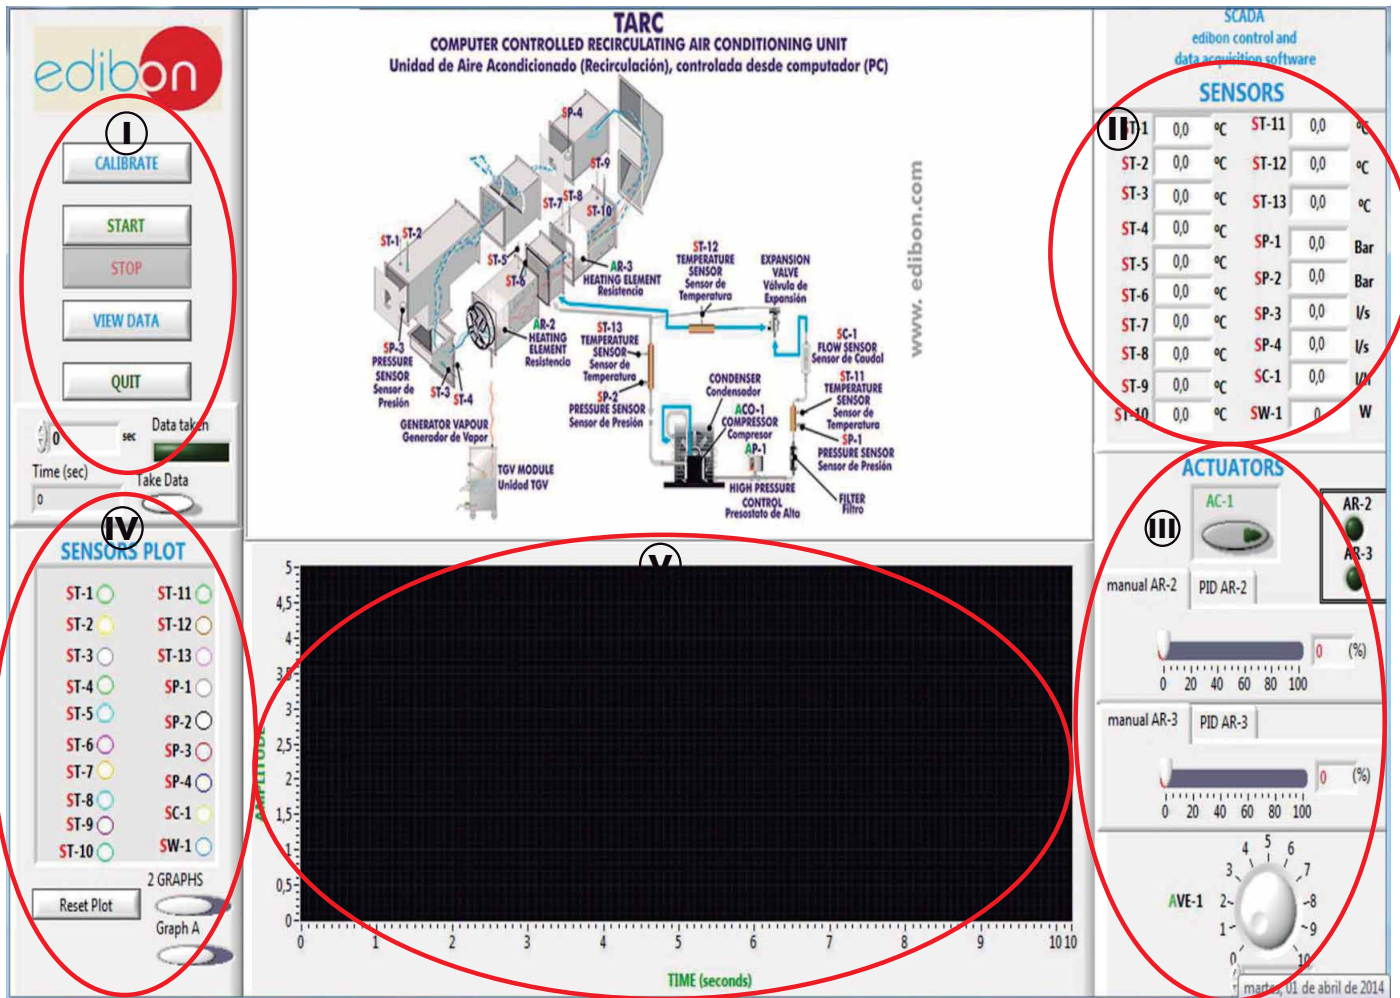 edibon
I
CALIBRATE
START
STOP
VIEW DATA
QUIT
0 sec
Data taken
Time (sec)
0
Take Data
TARC
COMPUTER CONTROLLED RECIRCULATING AIR CONDITIONING UNIT
Unidad de Aire Acondicionado (Recirculación), controlada desde computador (PC)
SP-4
ST-9
ST-7
ST-8
ST-10
ST-1
ST-2
ST-5
ST-6
AR-3
HEATING ELEMENT
Resistencia
AR-2
HEATING
ELEMENT
Resistencia
SP-3
PRESSURE
SENSOR
Sensor de
Presión
ST-3
ST-4
GENERATOR VAPOUR
Generador de Vapor
TGV MODULE
Unidad TGV
ST-12
TEMPERATURE
SENSOR
Sensor de
Temperatura
EXPANSION
VALVE
Válvula de
Expansión
ST-13
TEMPERATURE
SENSOR
Sensor de
Temperatura
SP-2
PRESSURE SENSOR
Sensor de Presión
SC-1
FLOW SENSOR
Sensor de Caudal
ST-11
TEMPERATURE
SENSOR
Sensor de
Temperatura
SP-1
PRESSURE SENSOR
Sensor de Presión
CONDENSER
Condensador
ACO-1
COMPRESSOR
Compresor
AP-1
HIGH PRESSURE
CONTROL
Presostato de Alta
FILTER
Filtro
www. edibon.com
SCADA
edibon control and
data acquisition software
SENSORS
II
ST-1 0,0 ºC ST-11 0,0 ºC
ST-2 0,0 ºC ST-12 0,0 ºC
ST-3 0,0 ºC ST-13 0,0 ºC
ST-4 0,0 ºC SP-1 0,0 Bar
ST-5 0,0 ºC SP-2 0,0 Bar
ST-6 0,0 ºC SP-3 0,0 l/s
ST-7 0,0 ºC SP-4 0,0 l/s
ST-8 0,0 ºC SC-1 0,0 l/h
ST-9 0,0 ºC SW-1 0 W
ST-10 0,0 ºC
ACTUATORS
III
AC-1
AR-2
AR-3
manual AR-2 PID AR-2
0 (%)
0 20 40 60 80 100
manual AR-3 PID AR-3
0 (%)
0 20 40 60 80 100
AVE-1
0 1 2 3 4 5 6 7 8 9 10
martes, 01 de abril de 2014
IV
SENSORS PLOT
ST-1 ST-11
ST-2 ST-12
ST-3 ST-13
ST-4 SP-1
ST-5 SP-2
ST-6 SP-3
ST-7 SP-4
ST-8 SC-1
ST-9 SW-1
ST-10
2 GRAPHS
Reset Plot
Graph A
V
AMPLITUDE
5
4,5
4
3,5
3
2,5
2
1,5
1
0,5
0
0 1 2 3 4 5 6 7 8 9 10 10
TIME (seconds)